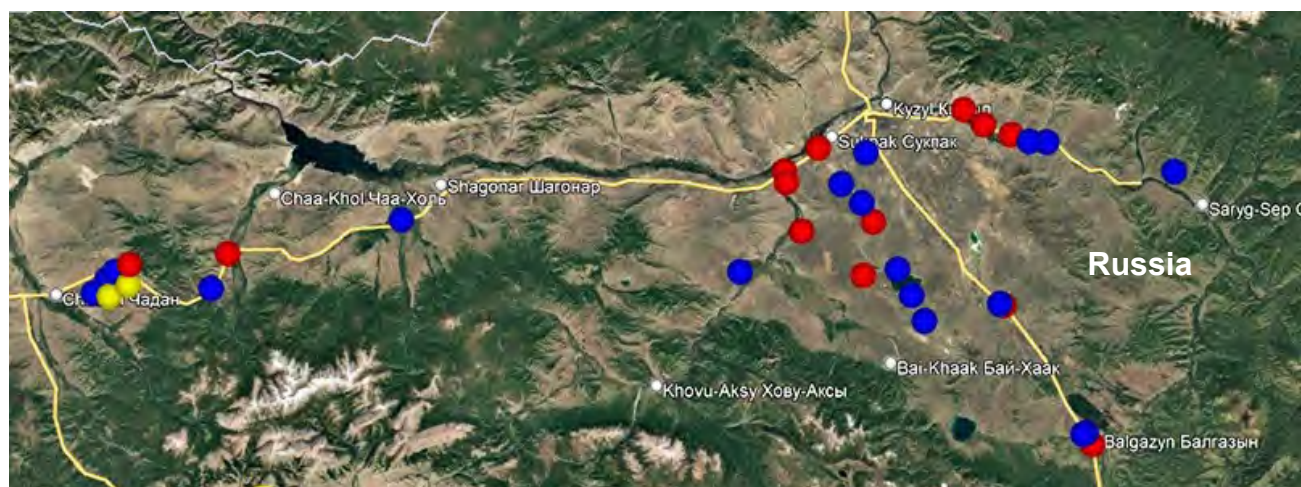 Kyzyl
Sukpak Сукпак
Chaa-Khol Чаа-Холь
Shagonar Шагонар
Saryg-Sep
Russia
Чадан
Bai-Khaak Бай-Хаак
Khovu-Aksy Хову-Аксы
Balgazyn Балгазын